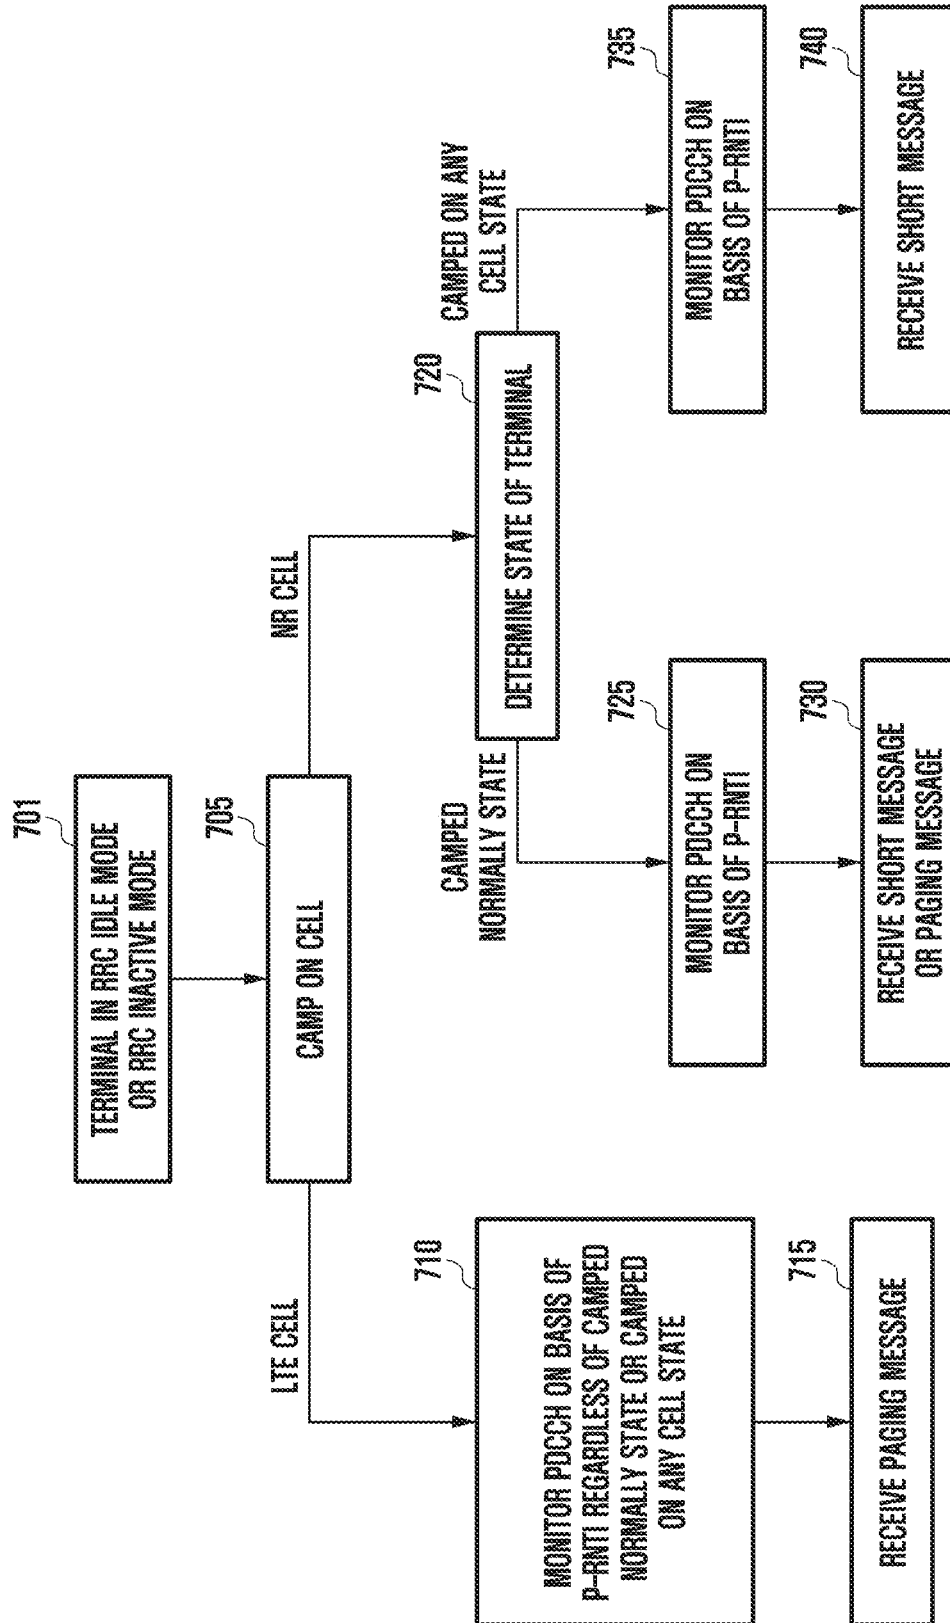 701
TERMINAL IN RRC IDLE MODE
OR RRC INACTIVE MODE
705
CAMP ON CELL
LTE CELL
NR CELL
710
MONITOR PDCCH ON BASIS OF
P-RNTI REGARDLESS OF CAMPED
NORMALLY STATE OR CAMPED
ON ANY CELL STATE
715
RECEIVE PAGING MESSAGE
720
DETERMINE STATE OF TERMINAL
CAMPED
NORMALLY STATE
CAMPED ON ANY
CELL STATE
725
MONITOR PDCCH ON
BASIS OF P-RNTI
730
RECEIVE SHORT MESSAGE
OR PAGING MESSAGE
735
MONITOR PDCCH ON
BASIS OF P-RNTI
740
RECEIVE SHORT MESSAGE